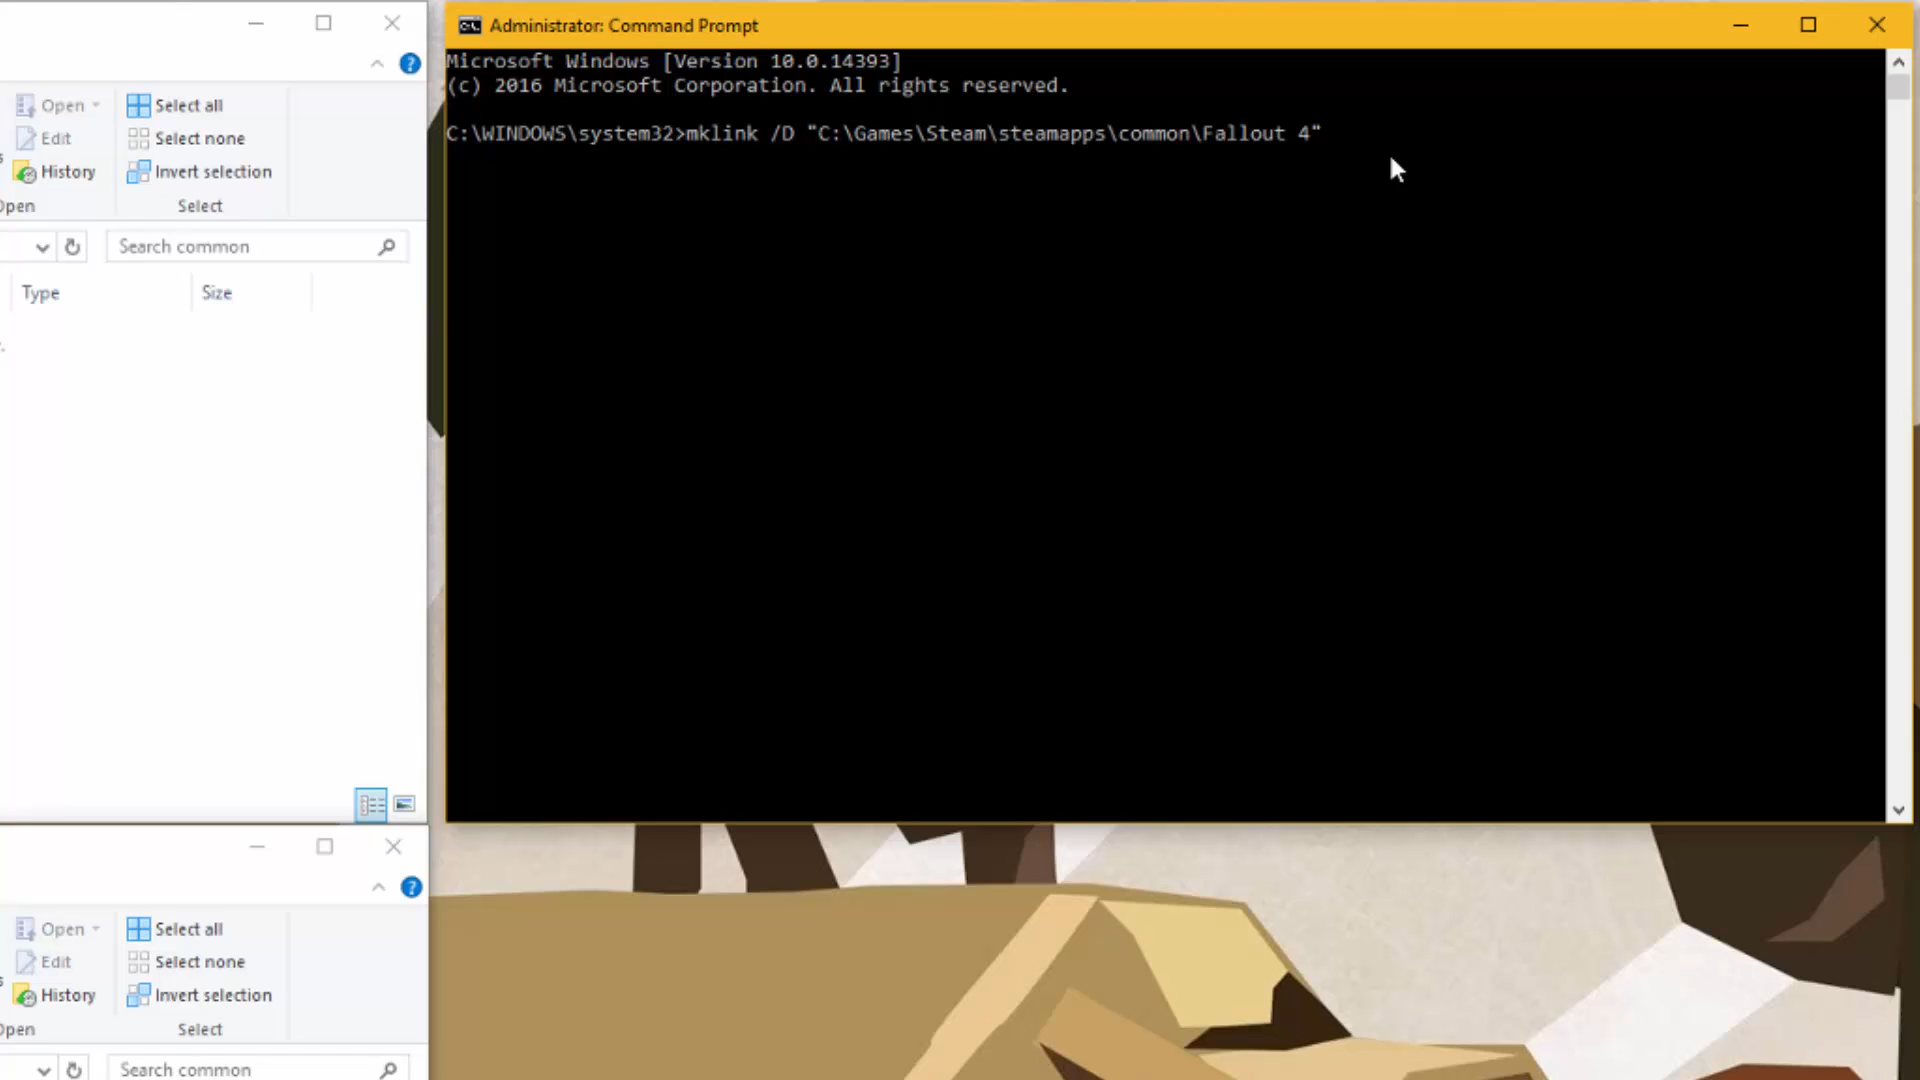 Open
Select all
Edit
Select none
History
Invert selection
Select
Search common
Type
Size
Administrator: Command Prompt
Microsoft Windows [Version 10.0.14393]
(c) 2016 Microsoft Corporation. All rights reserved.
C:\WINDOWS\system32>mklink /D "C:\Games\Steam\steamapps\common\Fallout 4"
Open
Select all
Edit
Select none
History
Invert selection
Select
Search common